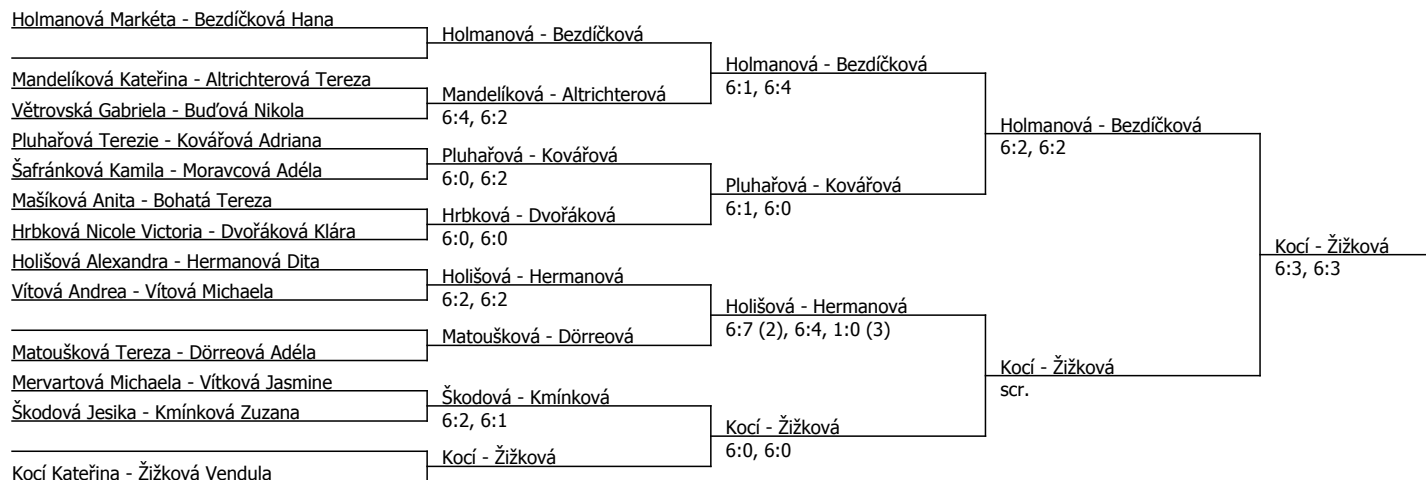 Holmanová Markéta - Bezdíčková Hana
Mandelíková Kateřina - Altrichterová Tereza
Větrovská Gabriela - Buďová Nikola
Pluhařová Terezie - Kovářová Adriana
Šafránková Kamila - Moravcová Adéla
Mašíková Anita - Bohatá Tereza
Hrbková Nicole Victoria - Dvořáková Klára
Holišová Alexandra - Hermanová Dita
Vítová Andrea - Vítová Michaela
Matoušková Tereza - Dörreová Adéla
Mervartová Michaela - Vítková Jasmine
Škodová Jesika - Kmínková Zuzana
Kocí Kateřina - Žižková Vendula
Holmanová - Bezdíčková
Mandelíková - Altrichterová
6:4, 6:2
Pluhařová - Kovářová
6:0, 6:2
Hrbková - Dvořáková
6:0, 6:0
Holišová - Hermanová
6:2, 6:2
Matoušková - Dörreová
Škodová - Kmínková
6:2, 6:1
Kocí - Žižková
Holmanová - Bezdíčková
6:1, 6:4
Pluhařová - Kovářová
6:1, 6:0
Holišová - Hermanová
6:7 (2), 6:4, 1:0 (3)
Kocí - Žižková
6:0, 6:0
Holmanová - Bezdíčková
6:2, 6:2
Kocí - Žižková
scr.
Kocí - Žižková
6:3, 6:3